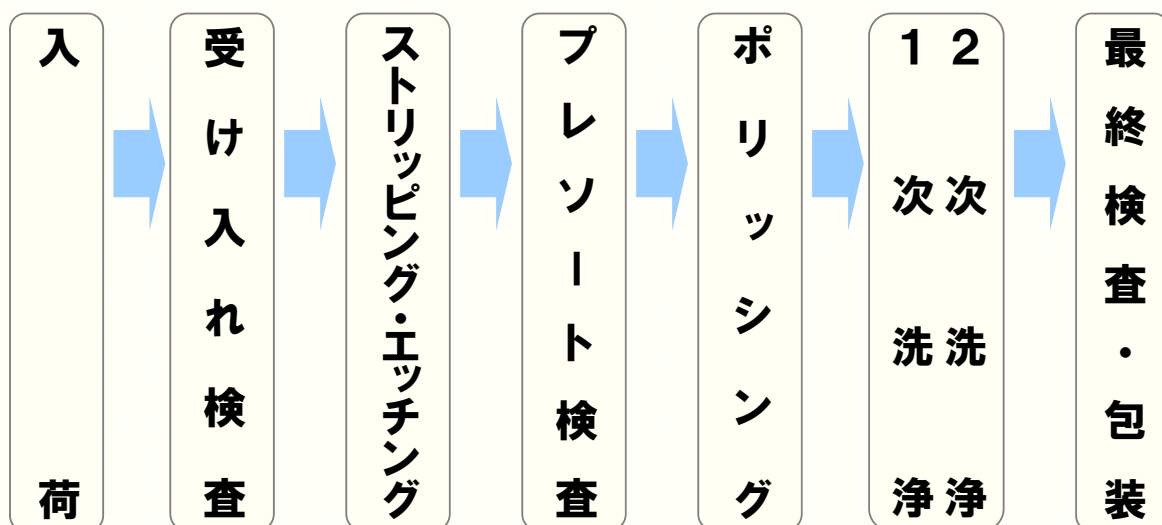 入荷
受け入れ検査
ストリッピング・エッチング
プレソート検査
ポリッシング
1次洗浄
2次洗浄
最終検査・包装